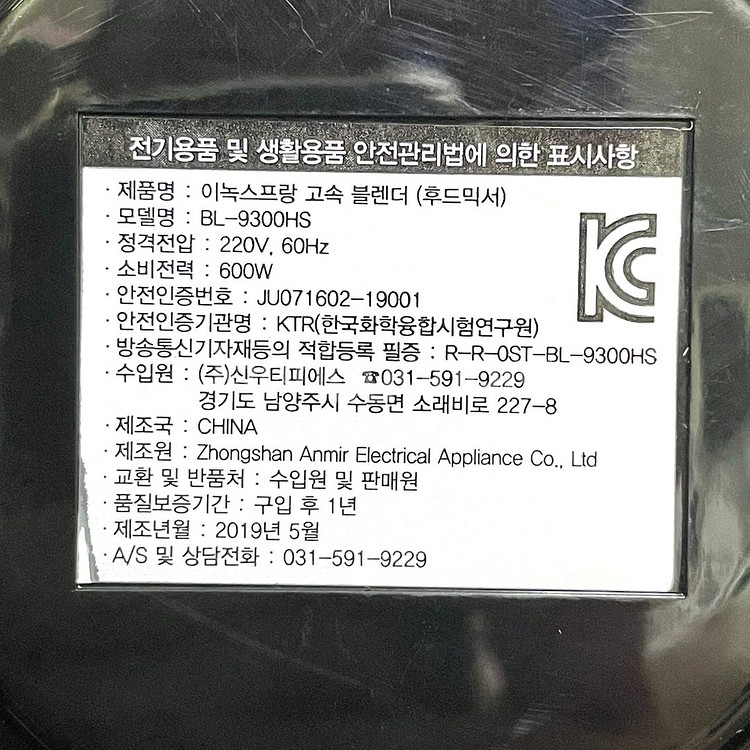 전기용품 및 생활용품 안전관리법에 의한 표시사항
· 제품명 : 이녹스프랑 고속 블렌더 (후드믹서)
· 모델명 : BL-9300HS
· 정격전압 : 220V, 60Hz
· 소비전력 : 600W
· 안전인증번호 : JU071602-19001
· 안전인증기관명 : KTR(한국화학융합시험연구원)
· 방송통신기자재등의 적합등록 필증 : R-R-0ST-BL-9300HS
· 수입원 : (주)신우티피에스 ☎031-591-9229
경기도 남양주시 수동면 소래비로 227-8
· 제조국 : CHINA
· 제조원 : Zhongshan Anmir Electrical Appliance Co., Ltd
· 교환 및 반품처 : 수입원 및 판매원
· 품질보증기간 : 구입 후 1년
· 제조년월 : 2019년 5월
· A/S 및 상담전화 : 031-591-9229
KC